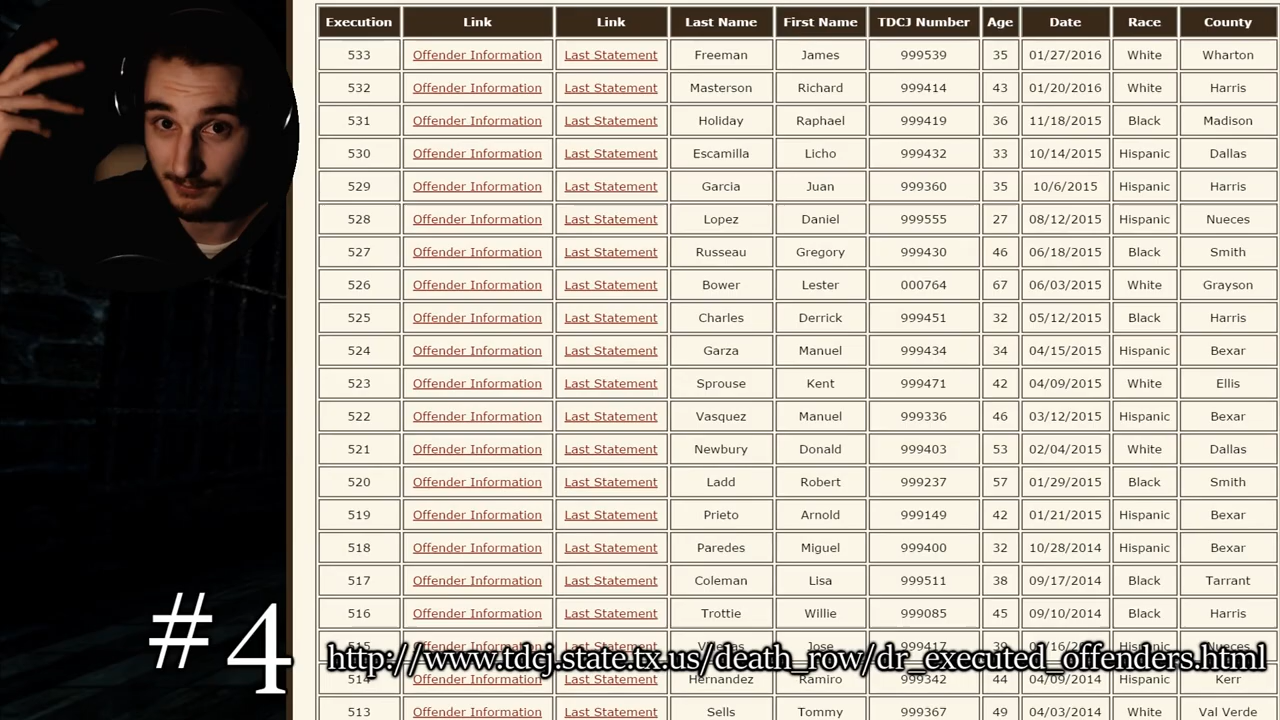 Execution Link Link Last Name First Name TDCJ Number Age Date Race County
533 Offender Information Last Statement Freeman James 999539 35 01/27/2016 White Wharton
532 Offender Information Last Statement Masterson Richard 999414 43 01/20/2016 White Harris
531 Offender Information Last Statement Holiday Raphael 999419 36 11/18/2015 Black Madison
530 Offender Information Last Statement Escamilla Licho 999432 33 10/14/2015 Hispanic Dallas
529 Offender Information Last Statement Garcia Juan 999360 35 10/6/2015 Hispanic Harris
528 Offender Information Last Statement Lopez Daniel 999555 27 08/12/2015 Hispanic Nueces
527 Offender Information Last Statement Russeau Gregory 999430 46 06/18/2015 Black Smith
526 Offender Information Last Statement Bower Lester 000764 67 06/03/2015 White Grayson
525 Offender Information Last Statement Charles Derrick 999451 32 05/12/2015 Black Harris
524 Offender Information Last Statement Garza Manuel 999434 34 04/15/2015 Hispanic Bexar
523 Offender Information Last Statement Sprouse Kent 999471 42 04/09/2015 White Ellis
522 Offender Information Last Statement Vasquez Manuel 999336 46 03/12/2015 Hispanic Bexar
521 Offender Information Last Statement Newbury Donald 999403 53 02/04/2015 White Dallas
520 Offender Information Last Statement Ladd Robert 999237 57 01/29/2015 Black Smith
519 Offender Information Last Statement Prieto Arnold 999149 42 01/21/2015 Hispanic Bexar
518 Offender Information Last Statement Paredes Miguel 999400 32 10/28/2014 Hispanic Bexar
517 Offender Information Last Statement Coleman Lisa 999511 38 09/17/2014 Black Tarrant
516 Offender Information Last Statement Trottie Willie 999085 45 09/10/2014 Black Harris
515 Offender Information Last Statement Jose 999417 39 Hispanic Nueces
#4 http://www.tdcj.state.tx.us/death_row/dr_executed_offenders.html
514 Offender Information Last Statement Hernandez Ramiro 999342 44 04/09/2014 Hispanic Kerr
513 Offender Information Last Statement Sells Tommy 999367 49 04/03/2014 White Val Verde